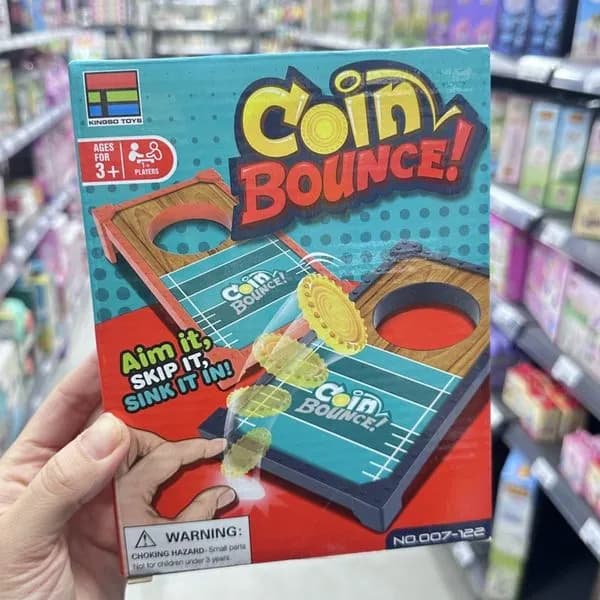 KINGSO TOYS
AGES
FOR
3+
1+
PLAYERS
Coin
BOUNCE!
Coin
BOUNCE!
Aim it,
SKIP IT,
SINK IT IN!
Coin
BOUNCE!
WARNING:
CHOKING HAZARD- Small parts
Not for children under 3 years
NO.007-122